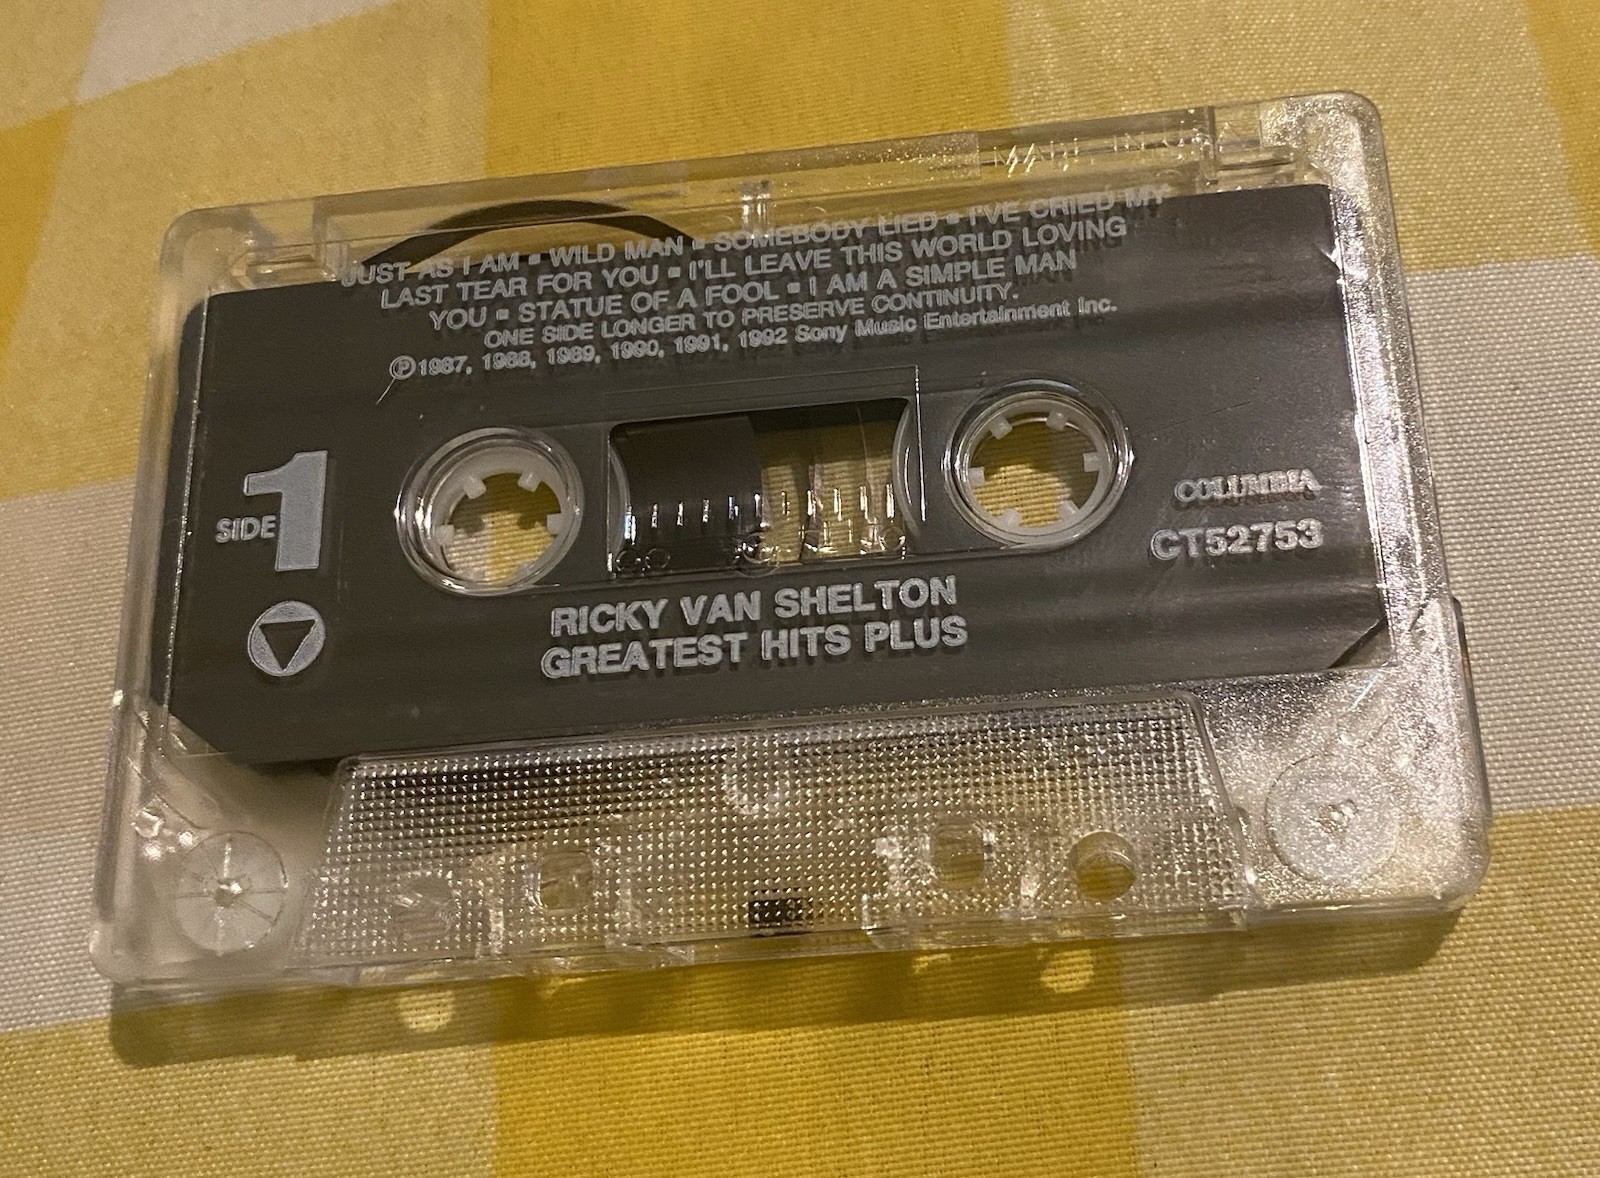 MADE IN U.S.A.
JUST AS I AM ▪ WILD MAN ▪ SOMEBODY LIED ▪ I'VE CRIED MY
LAST TEAR FOR YOU ▪ I'LL LEAVE THIS WORLD LOVING
YOU ▪ STATUE OF A FOOL ▪ I AM A SIMPLE MAN
ONE SIDE LONGER TO PRESERVE CONTINUITY.
℗1987, 1988, 1989, 1990, 1991, 1992 Sony Music Entertainment Inc.
SIDE 1
COLUMBIA
CT52753
RICKY VAN SHELTON
GREATEST HITS PLUS